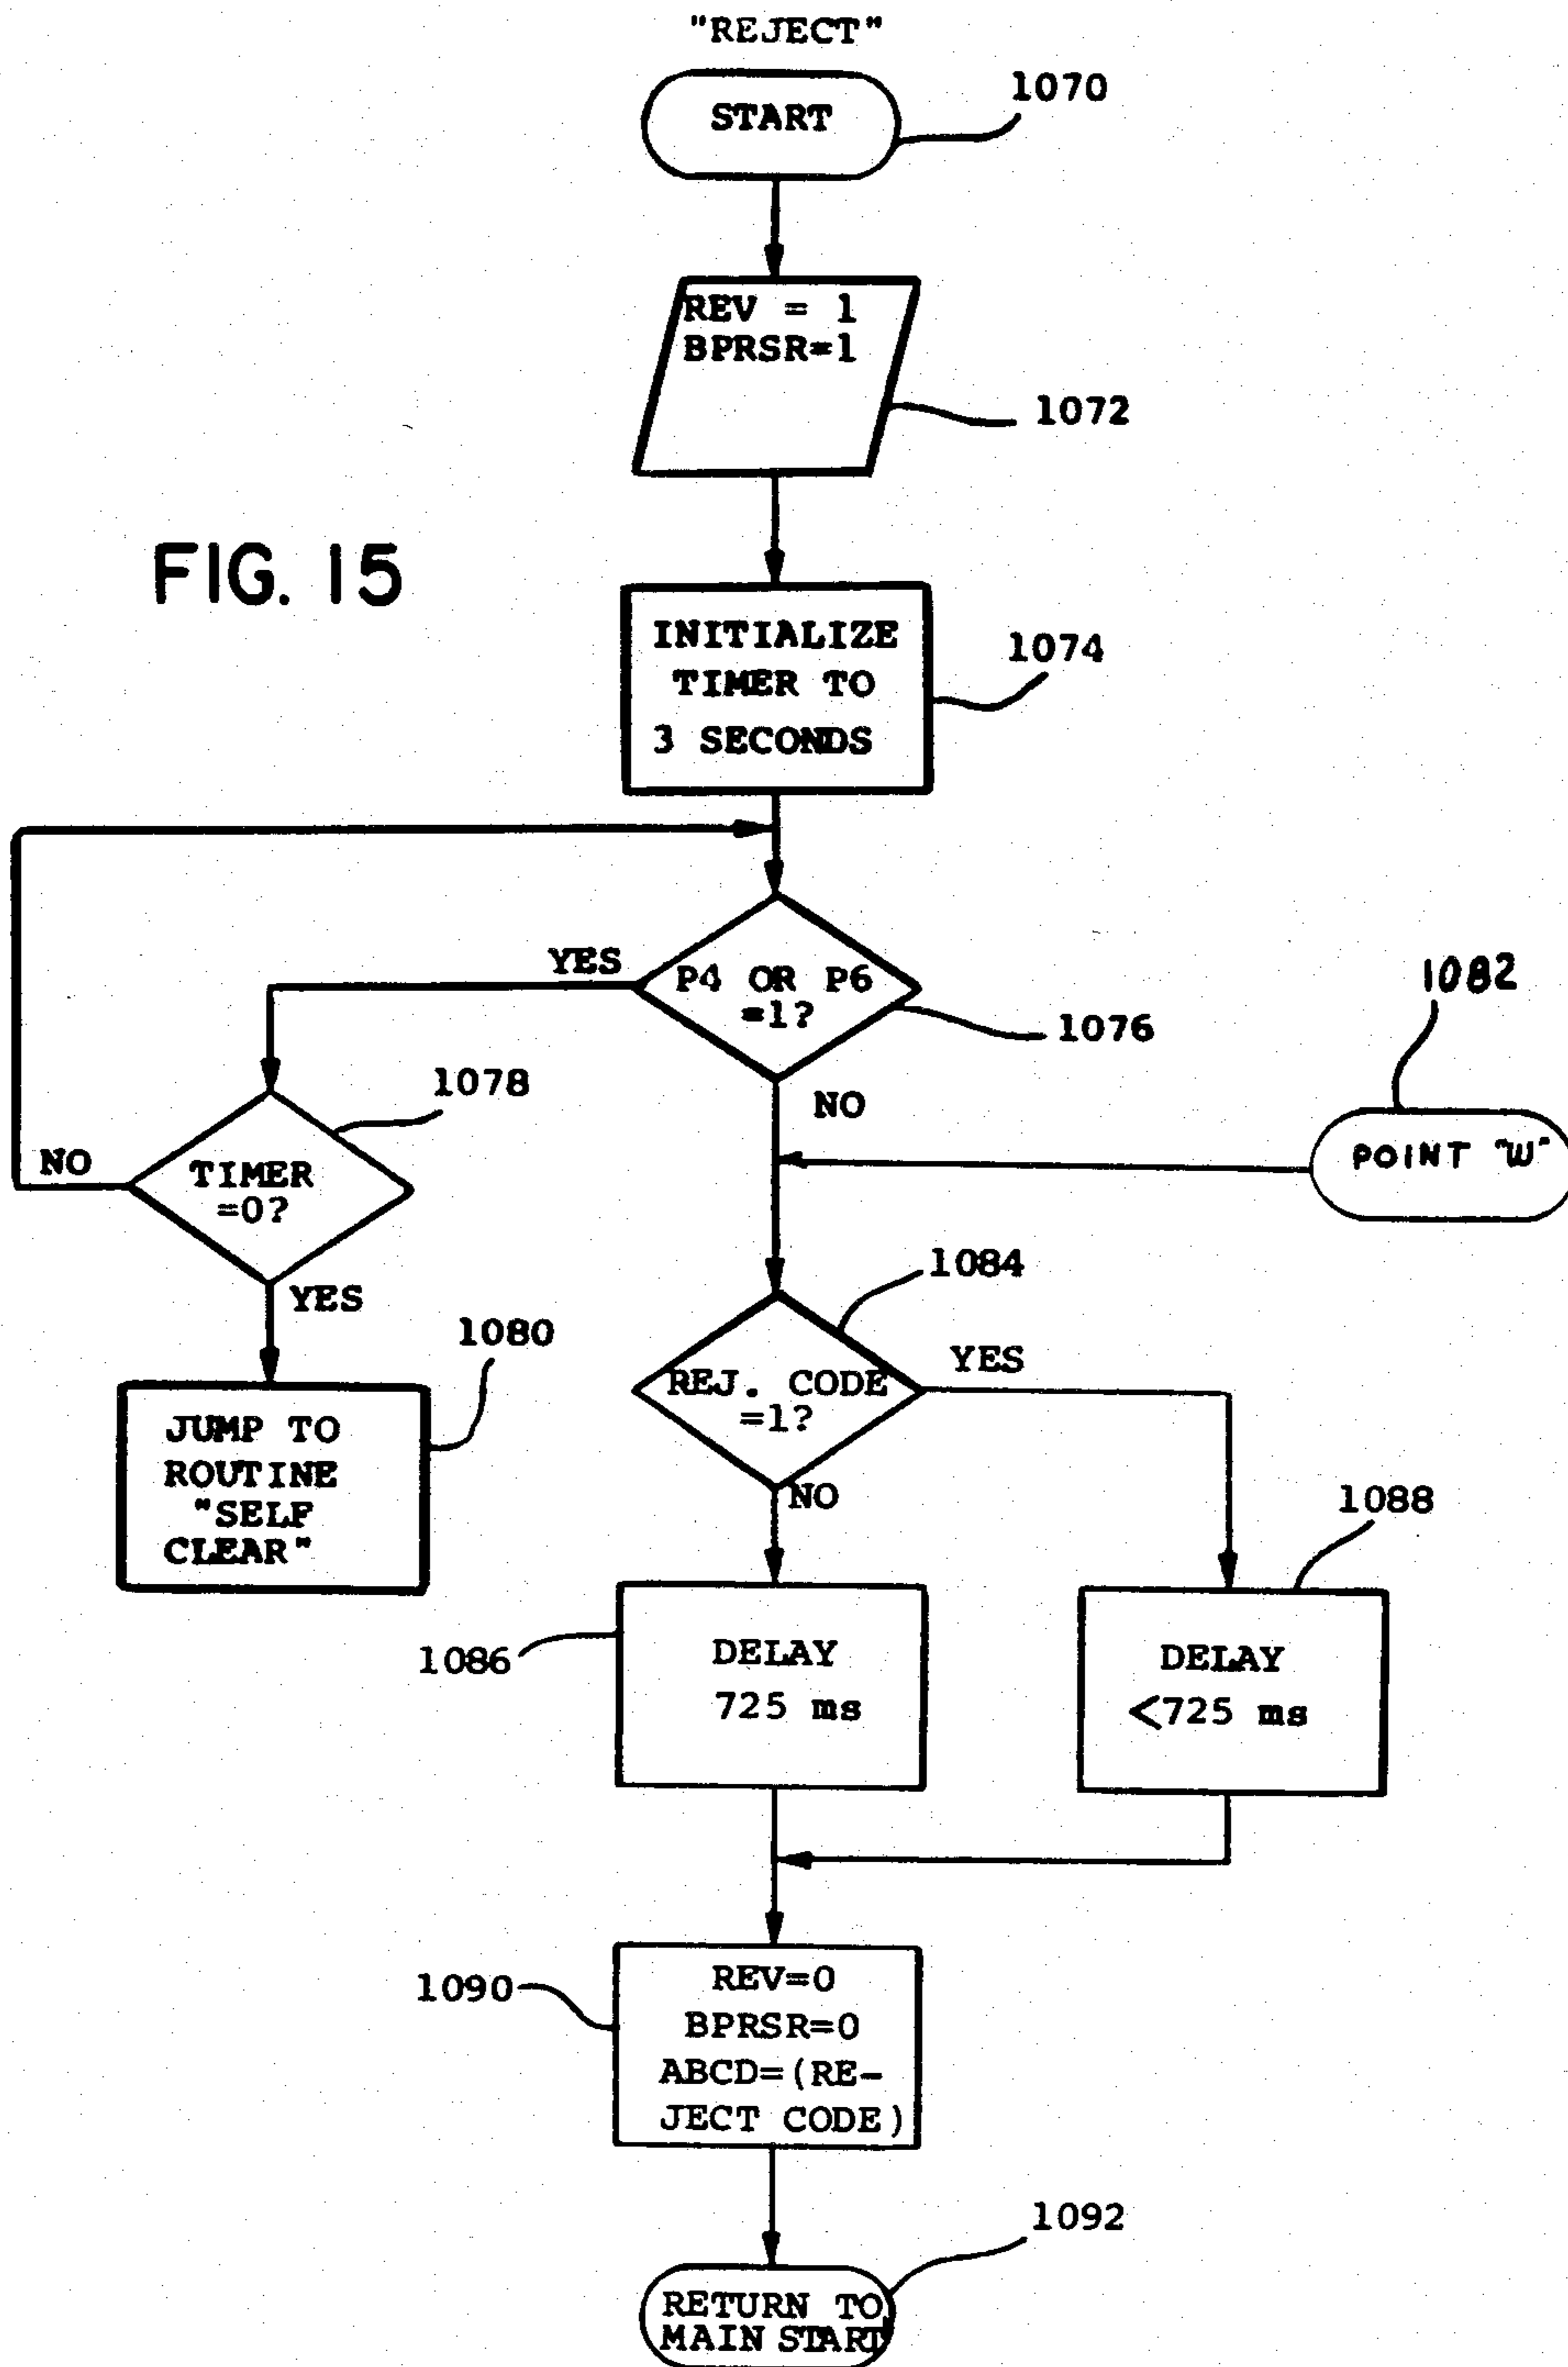 "REJECT"
START
1070
REV = 1
BPRSR=1
1072
FIG. 15
INITIALIZE
TIMER TO
3 SECONDS
1074
YES
P4 OR P6
=1?
1076
1082
1078
NO
POINT "W"
NO
TIMER
=0?
1084
YES
1080
YES
REJ. CODE
=1?
JUMP TO
ROUTINE
"SELF
CLEAR"
NO
1088
1086
DELAY
725 ms
DELAY
<725 ms
1090
REV=0
BPRSR=0
ABCD=(RE-
JECT CODE)
1092
RETURN TO
MAIN START